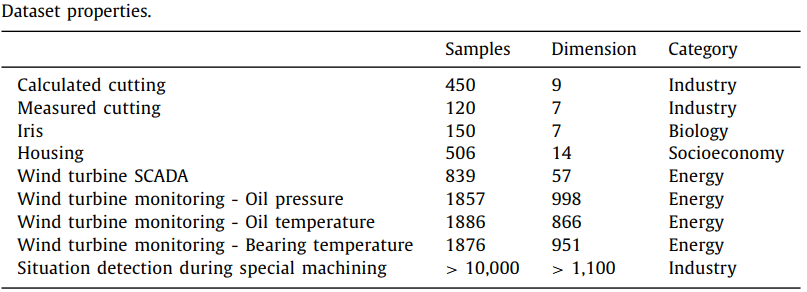 Dataset properties.
Samples Dimension Category
Calculated cutting 450 9 Industry
Measured cutting 120 7 Industry
Iris 150 7 Biology
Housing 506 14 Socioeconomy
Wind turbine SCADA 839 57 Energy
Wind turbine monitoring - Oil pressure 1857 998 Energy
Wind turbine monitoring - Oil temperature 1886 866 Energy
Wind turbine monitoring - Bearing temperature 1876 951 Energy
Situation detection during special machining > 10,000 > 1,100 Industry